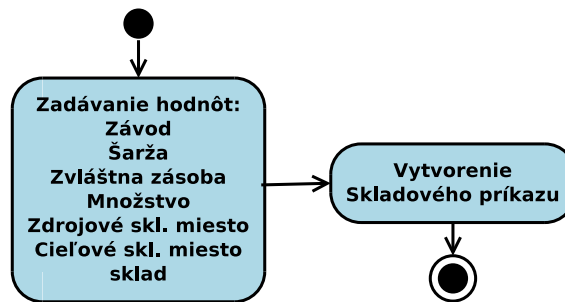 Zadávanie hodnôt:
Závod
Šarža
Zvláštna zásoba
Množstvo
Zdrojové skl. miesto
Cieľové skl. miesto
sklad
Vytvorenie
Skladového príkazu